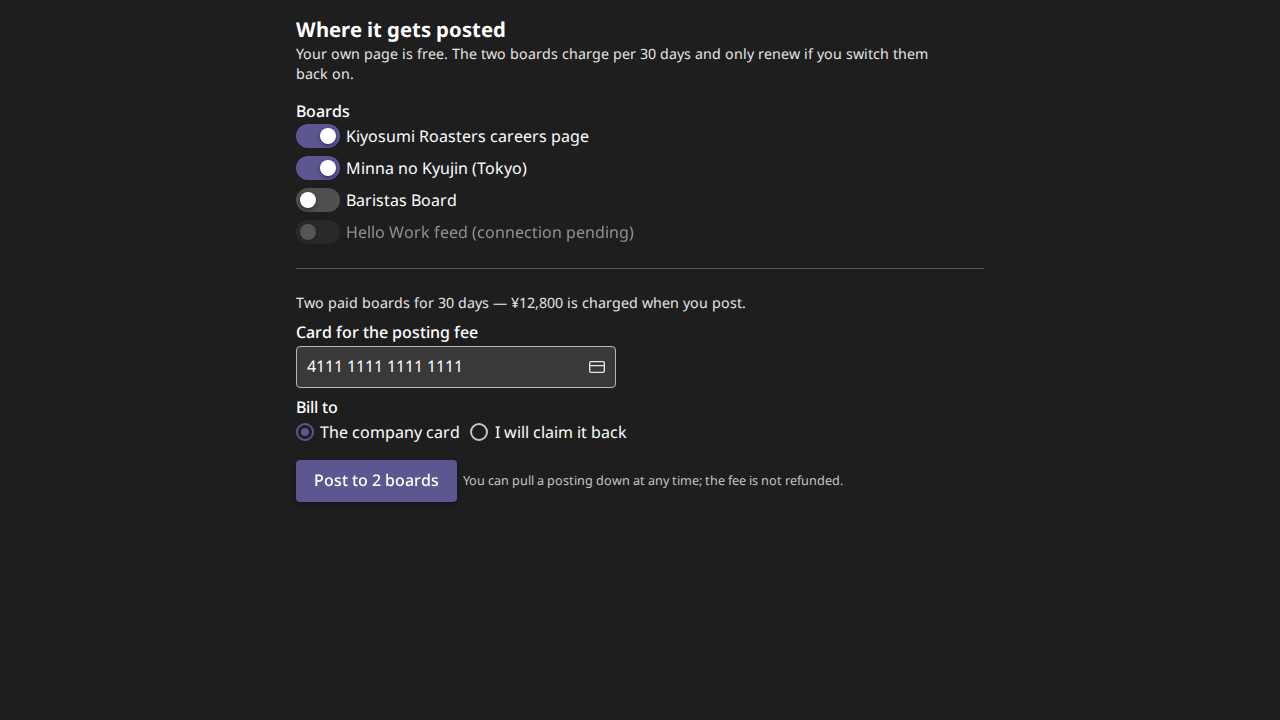 Where it gets posted
Your own page is free. The two boards charge per 30 days and only renew if you switch them
back on.
Boards
Kiyosumi Roasters careers page
Minna no Kyujin (Tokyo)
Baristas Board
Hello Work feed (connection pending)
Two paid boards for 30 days — ¥12,800 is charged when you post.
Card for the posting fee
4111 1111 1111 1111
Bill to
The company card I will claim it back
Post to 2 boards You can pull a posting down at any time; the fee is not refunded.